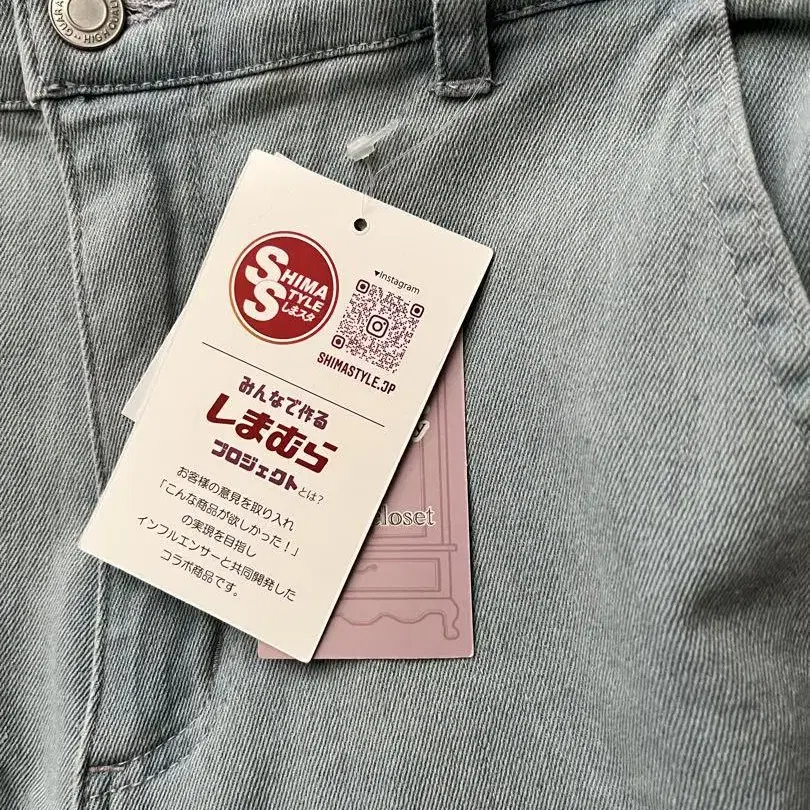 GUARA
HIGH QUAL
SHIMA
STYLE
しまスタ
▼Instagram
SHIMASTYLE.JP
みんなで作る
しまむら
プロジェクトとは?
お客様の意見を取り入れ
「こんな商品が欲しかった!」
の実現を目指し
インフルエンサーと共同開発した
コラボ商品です。
closet